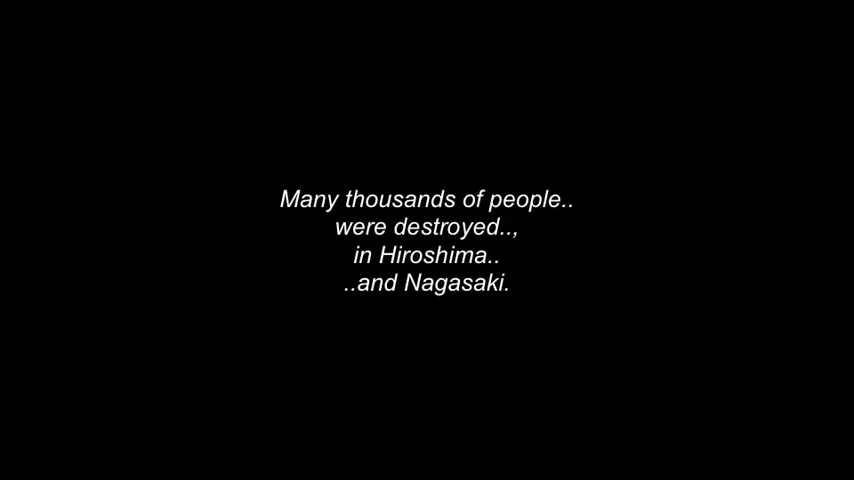 Many thousands of people..
were destroyed..,
in Hiroshima..
..and Nagasaki.